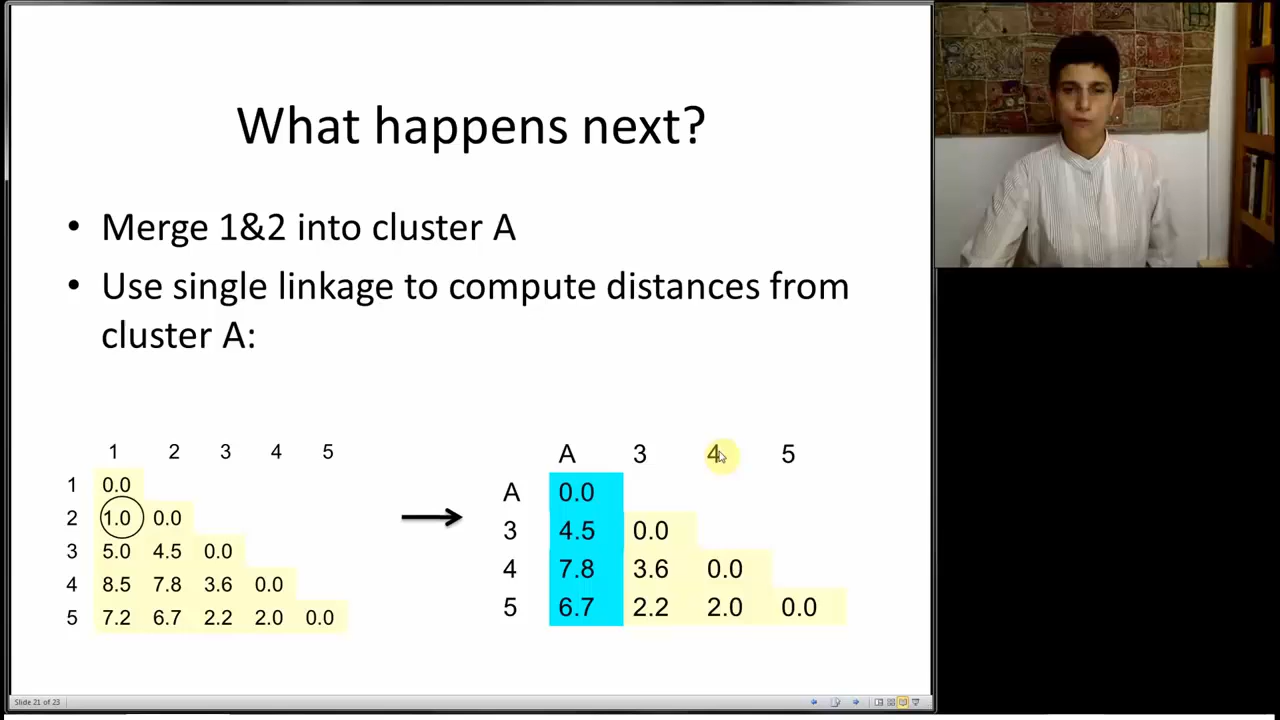 What happens next?
• Merge 1&2 into cluster A
• Use single linkage to compute distances from
cluster A:
1 2 3 4 5
1 0.0
2 1.0 0.0
3 5.0 4.5 0.0
4 8.5 7.8 3.6 0.0
5 7.2 6.7 2.2 2.0 0.0
A 3 4 5
A 0.0
3 4.5 0.0
4 7.8 3.6 0.0
5 6.7 2.2 2.0 0.0
Slide 21 of 23